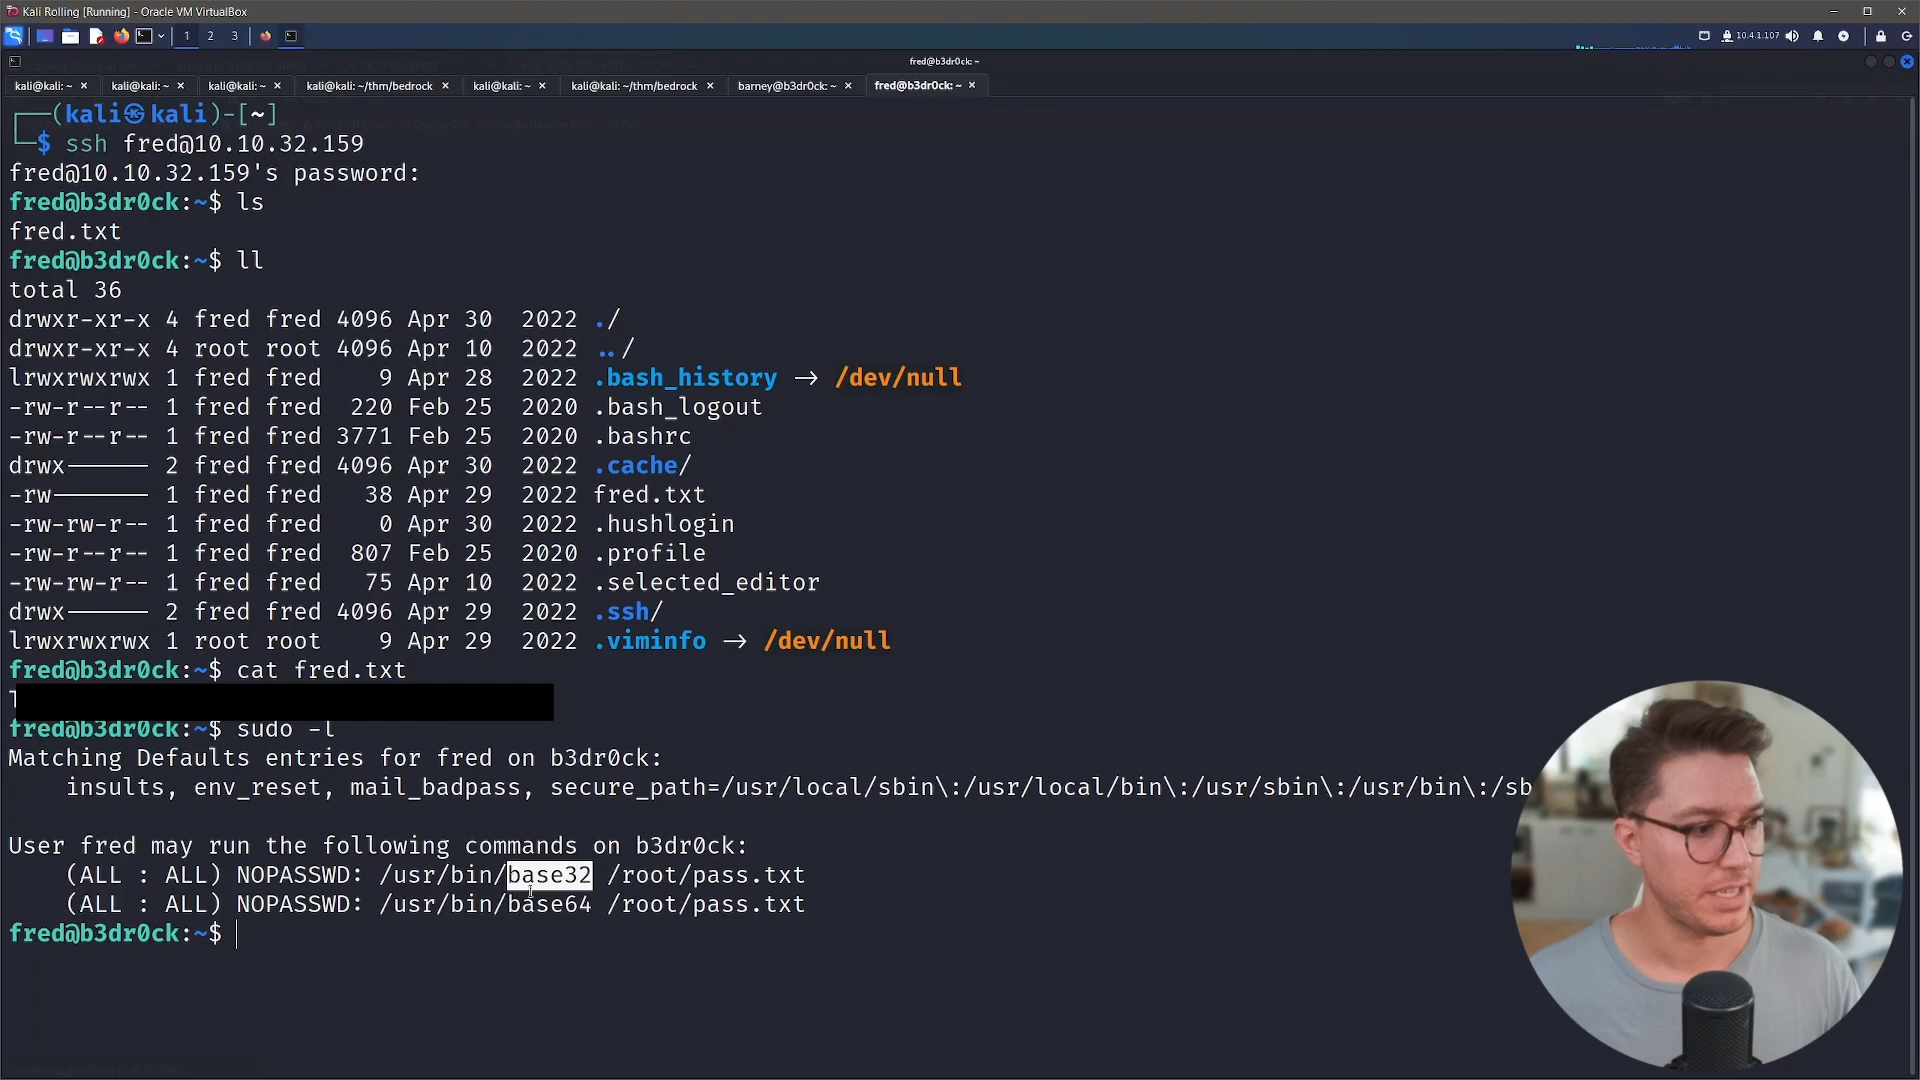 Kali Rolling [Running] - Oracle VM VirtualBox
1 2 3
10.4.1.107
fred@b3dr0ck: ~
kali@kali: ~ × kali@kali: ~ × kali@kali: ~ × kali@kali: ~/thm/bedrock × kali@kali: ~ × kali@kali: ~/thm/bedrock × barney@b3dr0ck: ~ × fred@b3dr0ck: ~ ×
┌──(kali㉿kali)-[~]
└─$ ssh fred@10.10.32.159
fred@10.10.32.159's password:
fred@b3dr0ck:~$ ls
fred.txt
fred@b3dr0ck:~$ ll
total 36
drwxr-xr-x 4 fred fred 4096 Apr 30 2022 ./
drwxr-xr-x 4 root root 4096 Apr 10 2022 ../
lrwxrwxrwx 1 fred fred 9 Apr 28 2022 .bash_history -> /dev/null
-rw-r--r-- 1 fred fred 220 Feb 25 2020 .bash_logout
-rw-r--r-- 1 fred fred 3771 Feb 25 2020 .bashrc
drwx------ 2 fred fred 4096 Apr 30 2022 .cache/
-rw------- 1 fred fred 38 Apr 29 2022 fred.txt
-rw-rw-r-- 1 fred fred 0 Apr 30 2022 .hushlogin
-rw-r--r-- 1 fred fred 807 Feb 25 2020 .profile
-rw-rw-r-- 1 fred fred 75 Apr 10 2022 .selected_editor
drwx------ 2 fred fred 4096 Apr 29 2022 .ssh/
lrwxrwxrwx 1 root root 9 Apr 29 2022 .viminfo -> /dev/null
fred@b3dr0ck:~$ cat fred.txt
fred@b3dr0ck:~$ sudo -l
Matching Defaults entries for fred on b3dr0ck:
insults, env_reset, mail_badpass, secure_path=/usr/local/sbin\:/usr/local/bin\:/usr/sbin\:/usr/bin\:/sb
User fred may run the following commands on b3dr0ck:
(ALL : ALL) NOPASSWD: /usr/bin/base32 /root/pass.txt
(ALL : ALL) NOPASSWD: /usr/bin/base64 /root/pass.txt
fred@b3dr0ck:~$